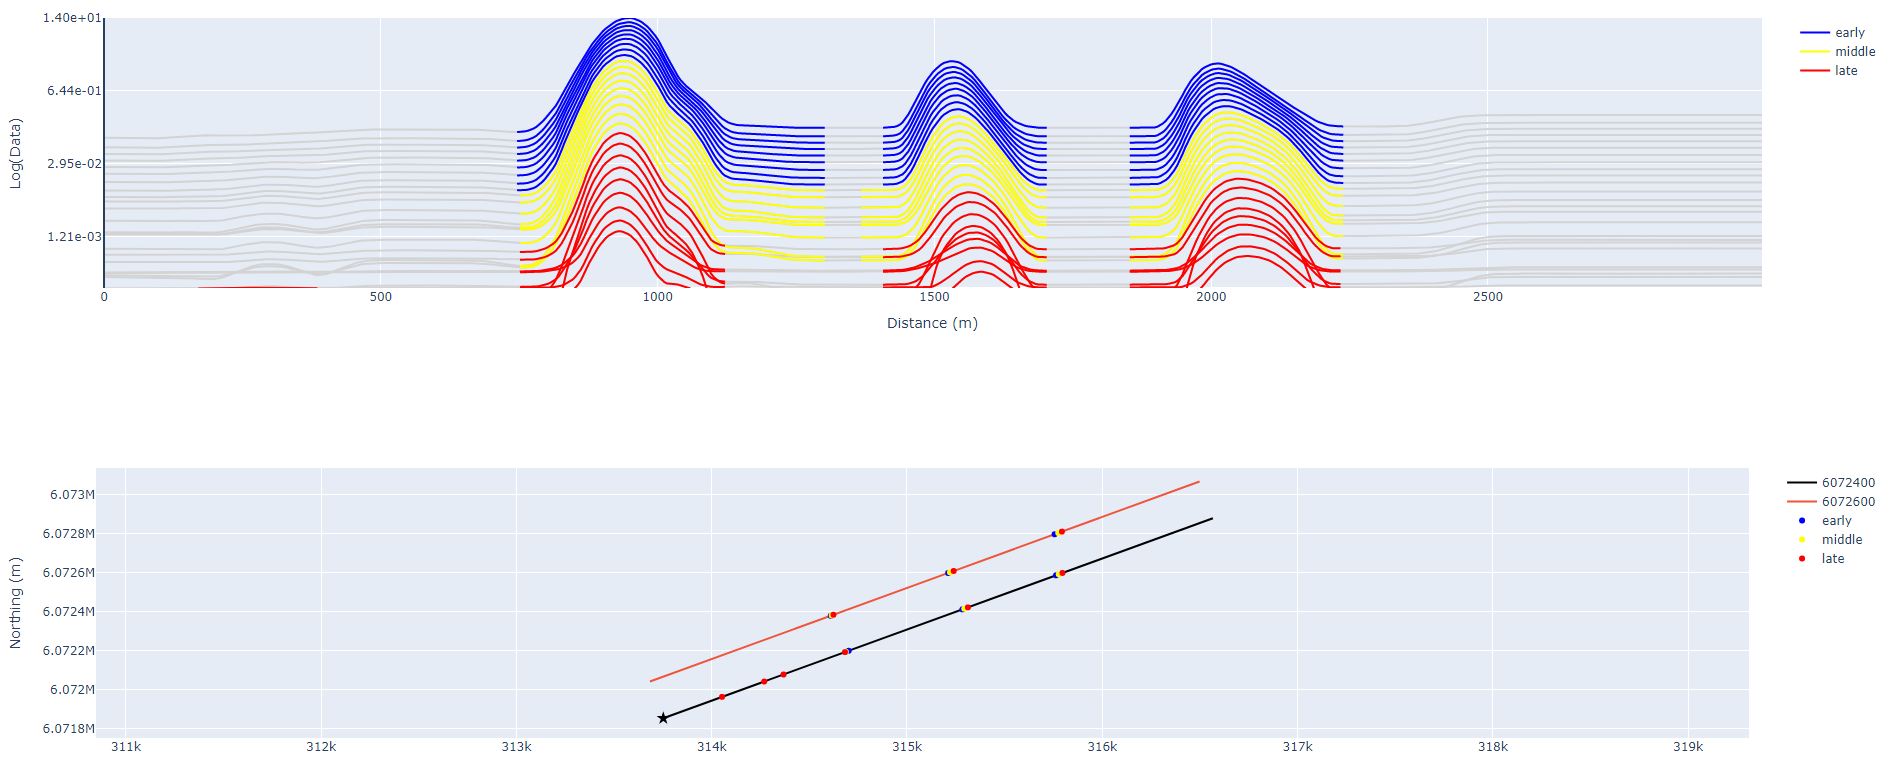 1.40e+01
6.44e-01
2.95e-02
1.21e-03
Log(Data)
0 500 1000 1500 2000 2500
Distance (m)
early
middle
late
6.073M
6.0728M
6.0726M
6.0724M
6.0722M
6.072M
6.0718M
Northing (m)
311k 312k 313k 314k 315k 316k 317k 318k 319k
6072400
6072600
early
middle
late